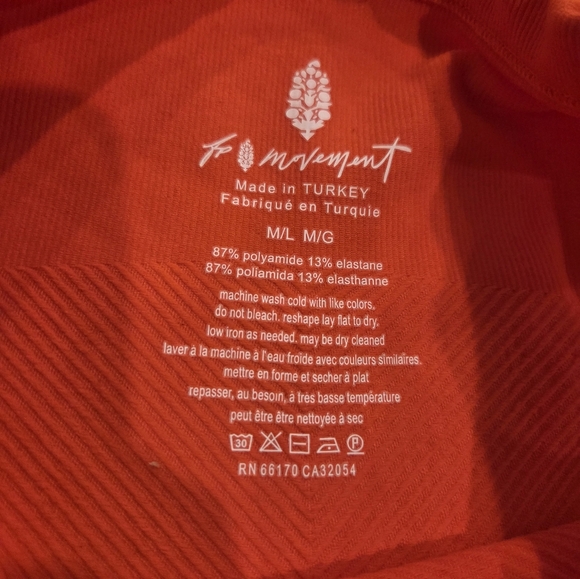 fp movement
Made in TURKEY
Fabriqué en Turquie
M/L M/G
87% polyamide 13% elastane
87% poliamida 13% elasthanne
machine wash cold with like colors,
do not bleach. reshape lay flat to dry.
low iron as needed. may be dry cleaned
laver à la machine à l'eau froide avec couleurs similaires.
mettre en forme et secher à plat
repasser, au besoin, à très basse température
peut être être nettoyée à sec
30 P
RN 66170 CA32054